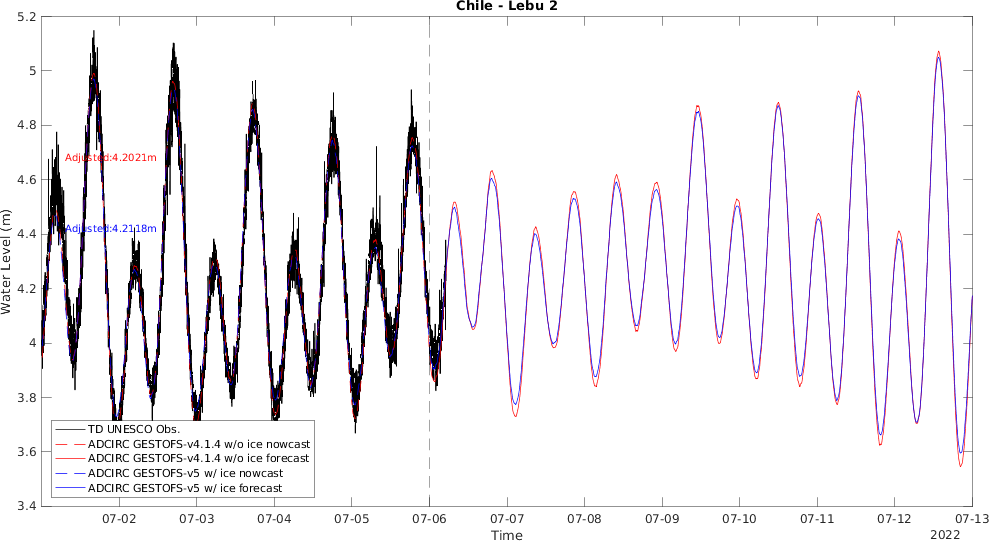 Chile - Lebu 2
5.2
5
4.8
4.6
4.4
4.2
4
3.8
3.6
3.4
Water Level (m)
Adjusted:4.2021m
Adjusted:4.2118m
TD UNESCO Obs.
ADCIRC GESTOFS-v4.1.4 w/o ice nowcast
ADCIRC GESTOFS-v4.1.4 w/o ice forecast
ADCIRC GESTOFS-v5 w/ ice nowcast
ADCIRC GESTOFS-v5 w/ ice forecast
07-02 07-03 07-04 07-05 07-06 07-07 07-08 07-09 07-10 07-11 07-12 07-13
Time
2022